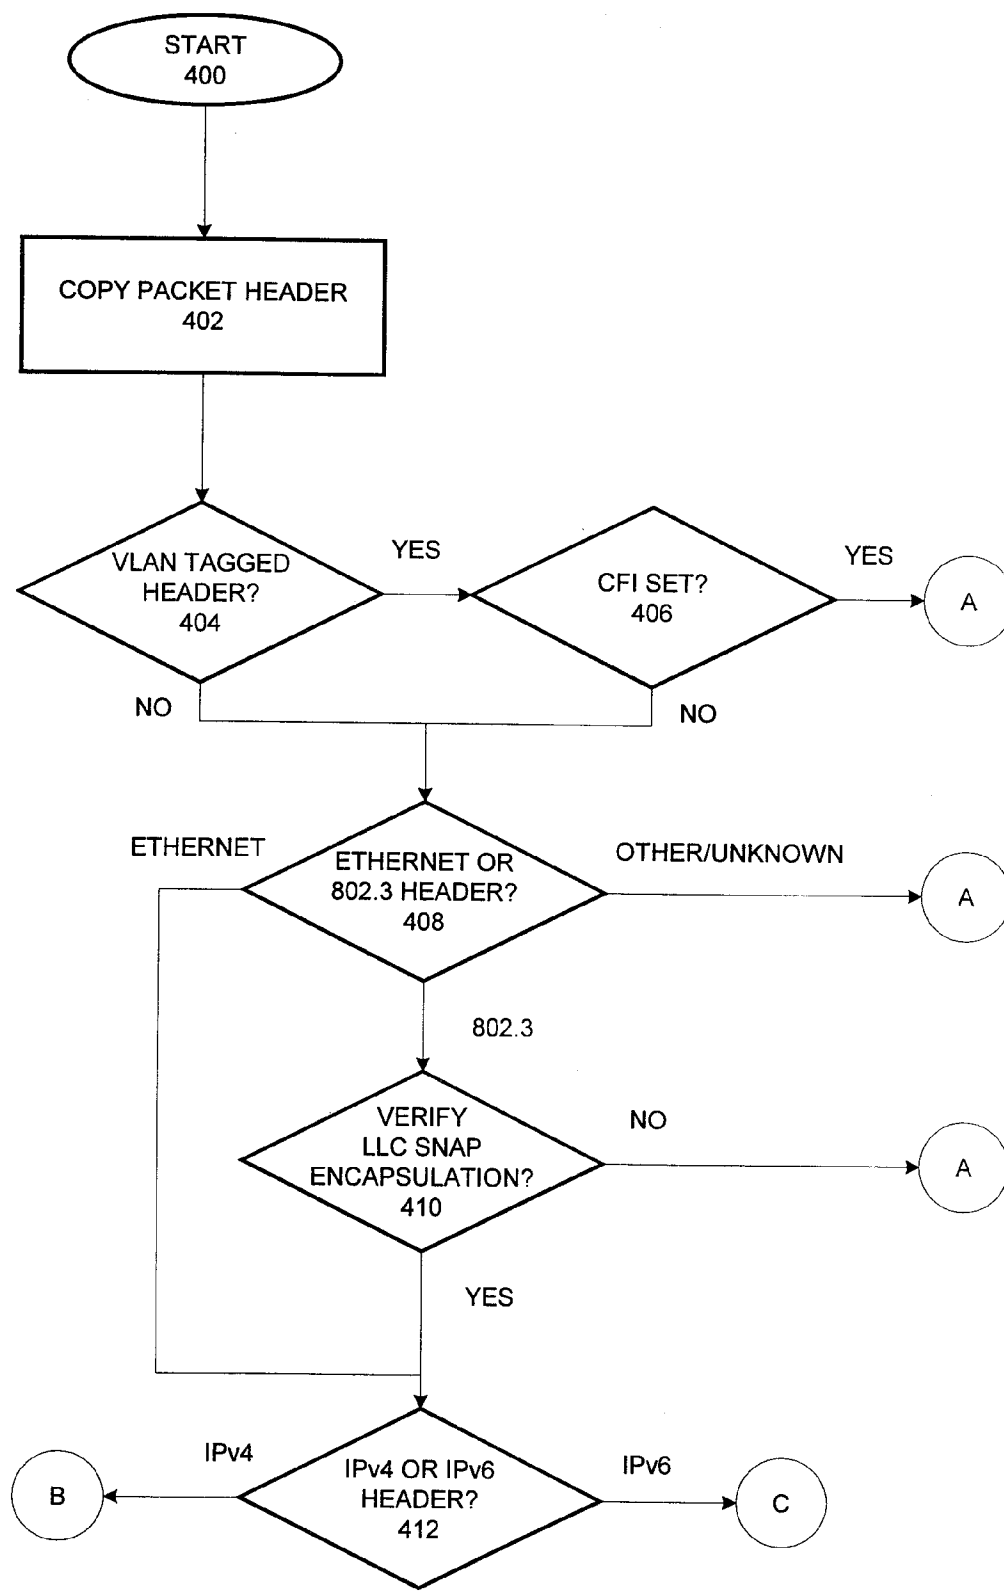 START
400
COPY PACKET HEADER
402
VLAN TAGGED
HEADER?
404
YES
CFI SET?
406
YES
A
NO
NO
ETHERNET
ETHERNET OR
802.3 HEADER?
408
OTHER/UNKNOWN
A
802.3
VERIFY
LLC SNAP
ENCAPSULATION?
410
NO
A
YES
IPv4
B
IPv4 OR IPv6
HEADER?
412
IPv6
C